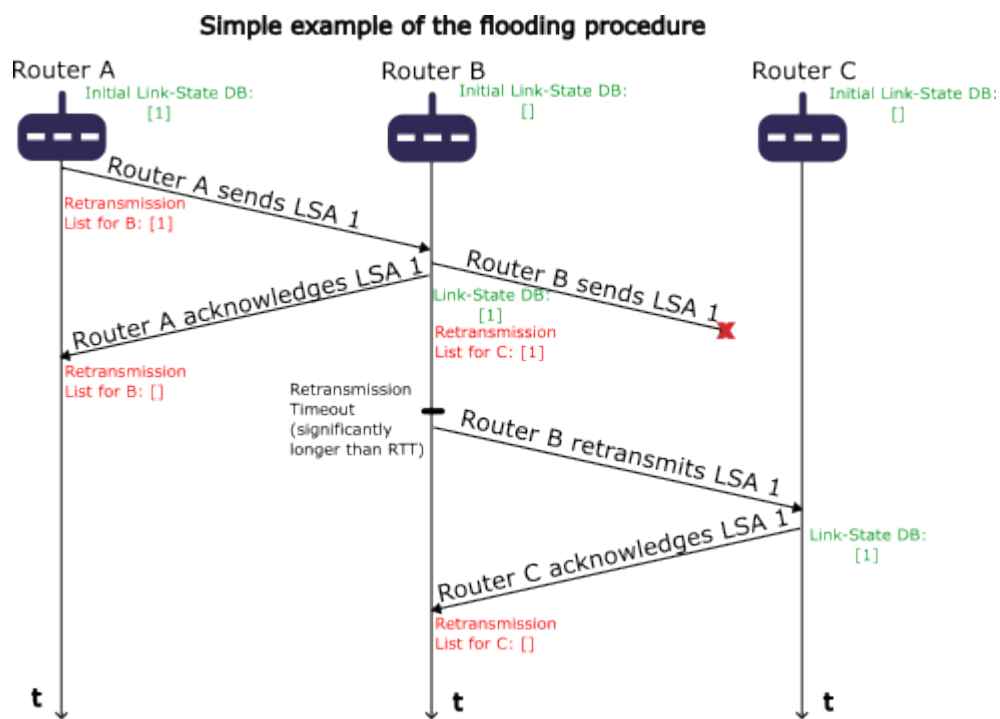 Simple example of the flooding procedure
Router A
Initial Link-State DB:
[1]
Router B
Initial Link-State DB:
[]
Router C
Initial Link-State DB:
[]
Router A sends LSA 1
Retransmission
List for B: [1]
Router B sends LSA 1
Router A acknowledges LSA 1
Link-State DB:
[1]
Retransmission
List for C: [1]
Retransmission
List for B: []
Retransmission
Timeout
(significantly
longer than RTT)
Router B retransmits LSA 1
Router C acknowledges LSA 1
Link-State DB:
[1]
Retransmission
List for C: []
t
t
t